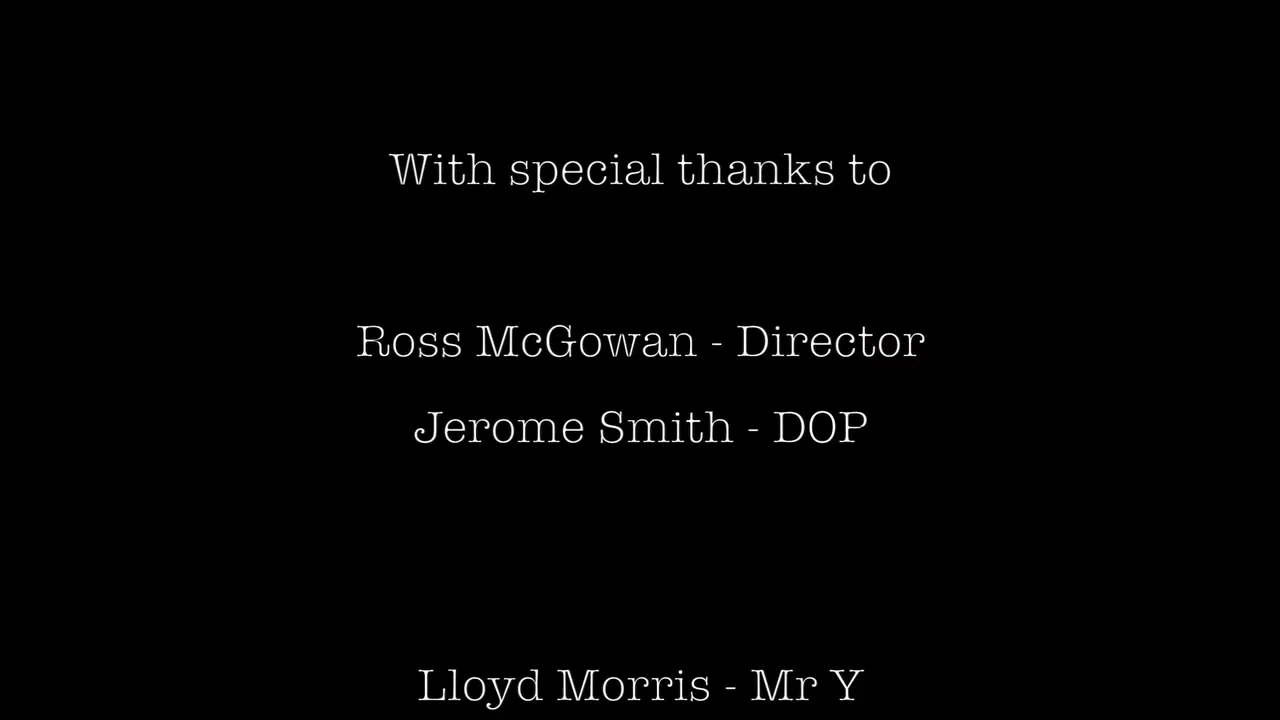 With special thanks to
Ross McGowan - Director
Jerome Smith - DOP
Lloyd Morris - Mr Y